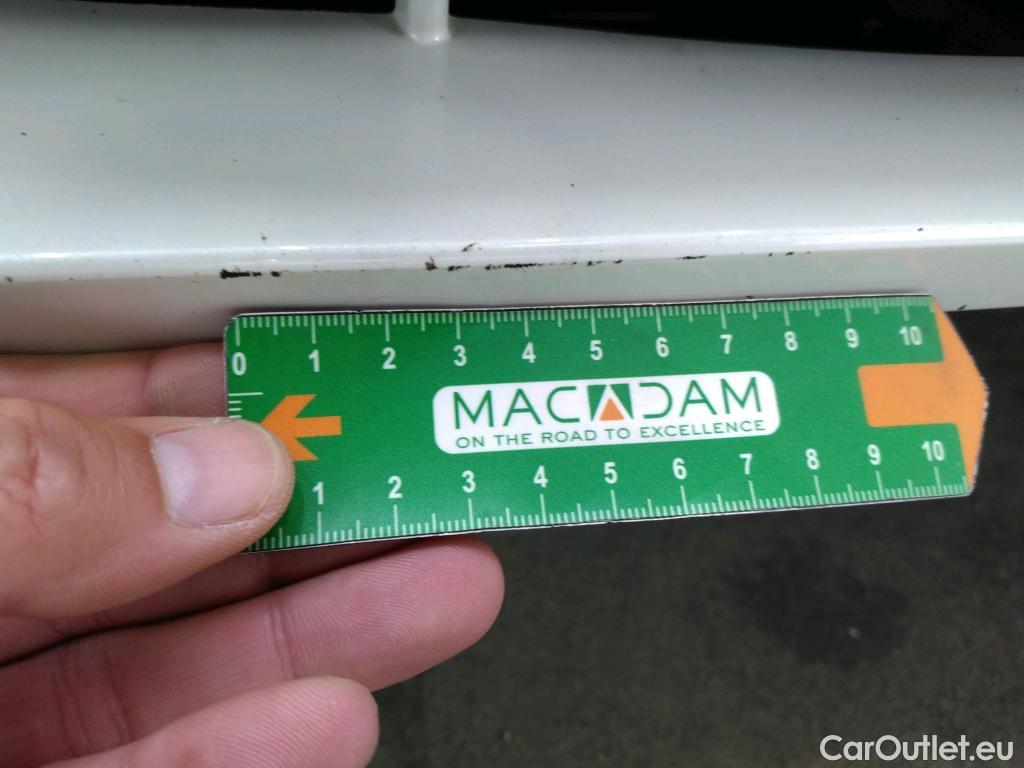 0 1 2 3 4 5 6 7 8 9 10
MACADAM
ON THE ROAD TO EXCELLENCE
1 2 3 4 5 6 7 8 9 10
CarOutlet.eu